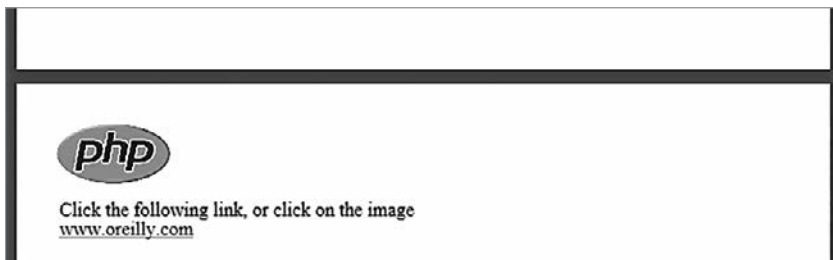 php
Click the following link, or click on the image
www.oreilly.com